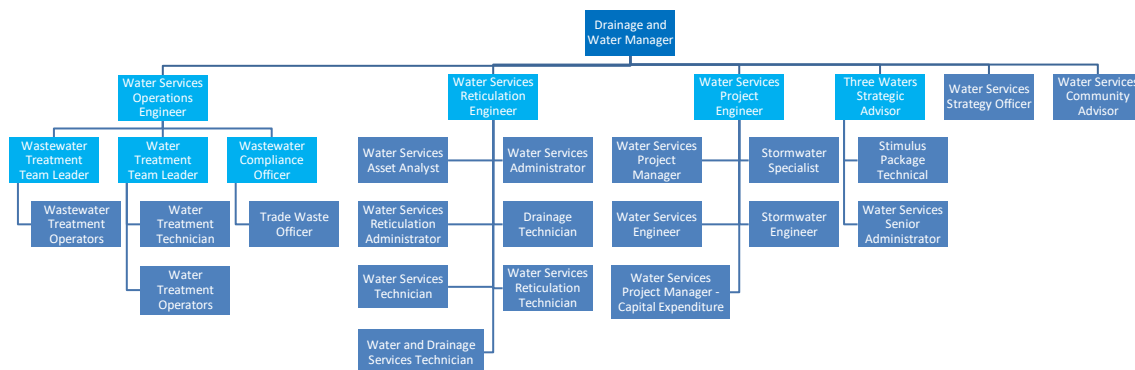 Drainage and
Water Manager
Water Services
Operations
Engineer
Water Services
Reticulation
Engineer
Water Services
Project
Engineer
Three Waters
Strategic
Advisor
Water Services
Strategy Officer
Water Services
Community
Advisor
Wastewater
Treatment
Team Leader
Water
Treatment
Team Leader
Wastewater
Compliance
Officer
Water Services
Asset Analyst
Water Services
Administrator
Water Services
Project
Manager
Stormwater
Specialist
Stimulus
Package
Technical
Wastewater
Treatment
Operators
Water
Treatment
Technician
Trade Waste
Officer
Water Services
Reticulation
Administrator
Drainage
Technician
Water Services
Engineer
Stormwater
Engineer
Water Services
Senior
Administrator
Water
Treatment
Operators
Water Services
Technician
Water Services
Reticulation
Technician
Water Services
Project Manager -
Capital Expenditure
Water and Drainage
Services Technician